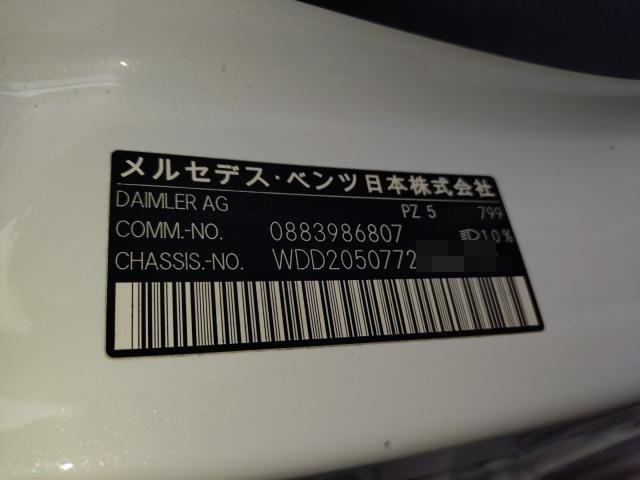 メルセデス・ベンツ日本株式会社
DAIMLER AG PZ 5 799
COMM.-NO. 0883986807 10%
CHASSIS.-NO. WDD2050772